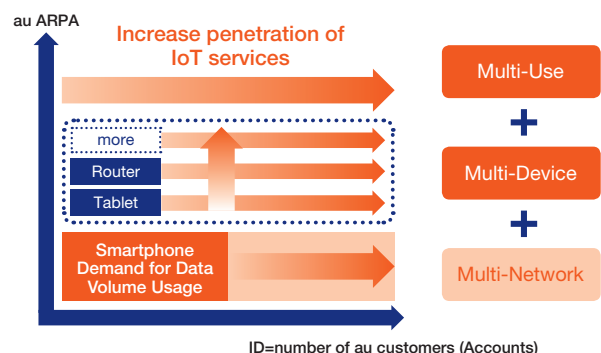 au ARPA
Increase penetration of
IoT services
more
Router
Tablet
Smartphone
Demand for Data
Volume Usage
Multi-Use
+
Multi-Device
+
Multi-Network
ID=number of au customers (Accounts)